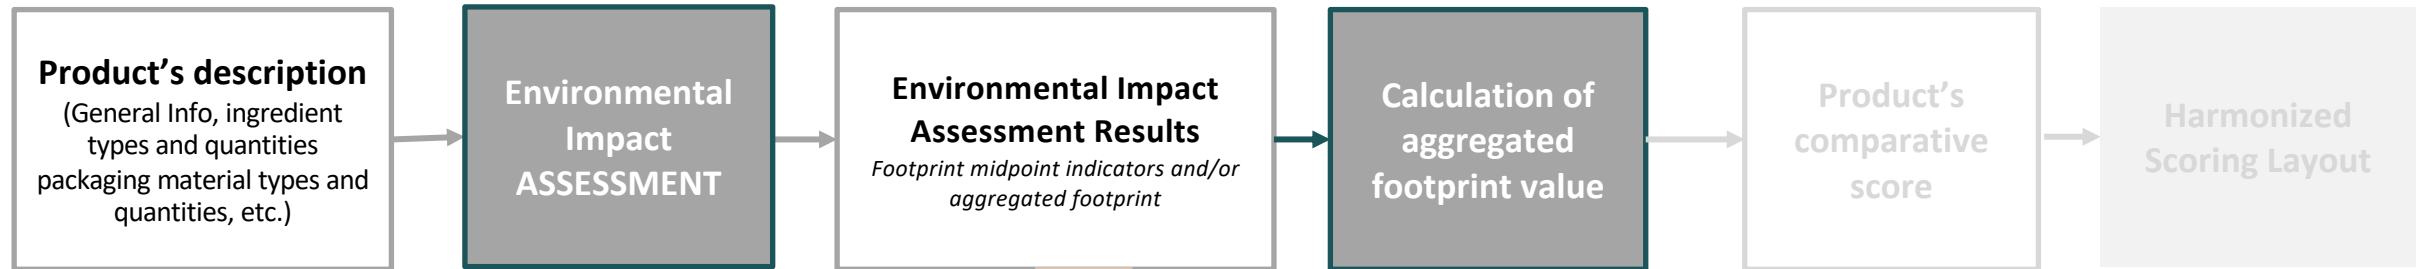 Product’s description
(General Info, ingredient
types and quantities
packaging material types and
quantities, etc.)
Environmental
Impact
ASSESSMENT
Environmental Impact
Assessment Results
Footprint midpoint indicators and/or
aggregated footprint
Calculation of
aggregated
footprint value
Product’s
comparative
score
Harmonized
Scoring Layout